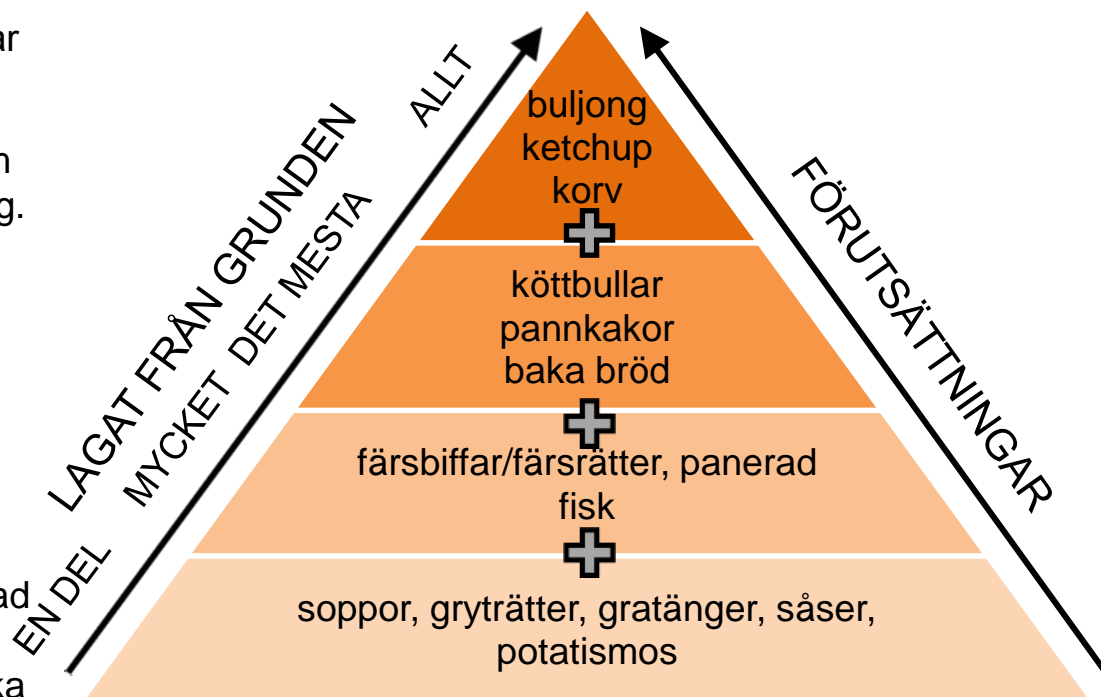 ALLT
DET MESTA
MYCKET
EN DEL
LAGAT FRÅN GRUNDEN
buljong
ketchup
korv
köttbullar
pannkakor
baka bröd
färsbiffar/färsrätter, panerad
fisk
soppor, gryträtter, gratänger, såser,
potatismos
FÖRUTSÄTTNINGAR